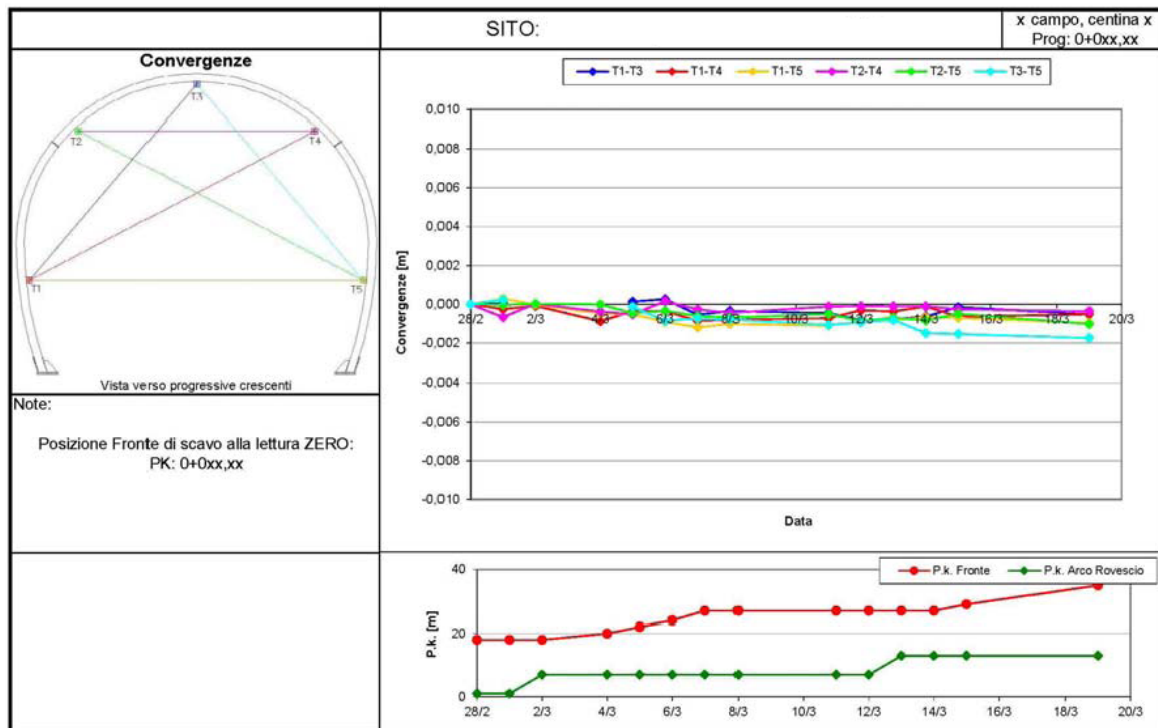 SITO:
x campo, centina x
Prog: 0+0xx,xx
Convergenze
T3
T2
T4
T1
T5
Vista verso progressive crescenti
Note:
Posizione Fronte di scavo alla lettura ZERO:
PK: 0+0xx,xx
T1-T3 T1-T4 T1-T5 T2-T4 T2-T5 T3-T5
Convergenze [m]
0,010
0,008
0,006
0,004
0,002
0,000
-0,002
-0,004
-0,006
-0,008
-0,010
28/2 2/3 4/3 6/3 8/3 10/3 12/3 14/3 16/3 18/3 20/3
Data
P.k. Fronte P.k. Arco Rovescio
P.k. [m]
40
20
0
28/2 2/3 4/3 6/3 8/3 10/3 12/3 14/3 16/3 18/3 20/3